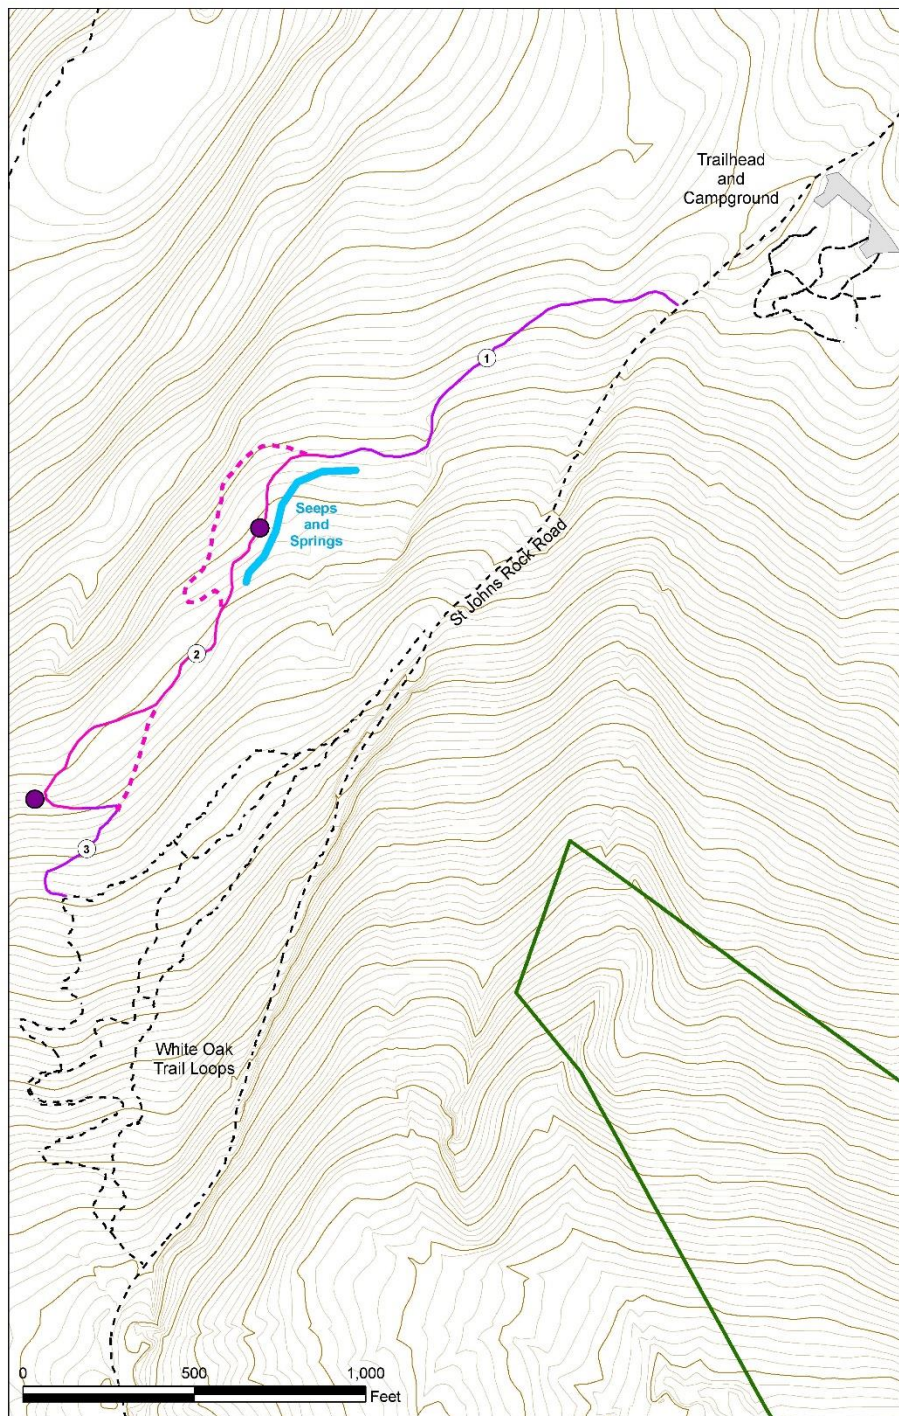 Trailhead
and
Campground
1
Seeps
and
Springs
St Johns Rock Road
2
3
White Oak
Trail Loops
0 500 1,000
Feet